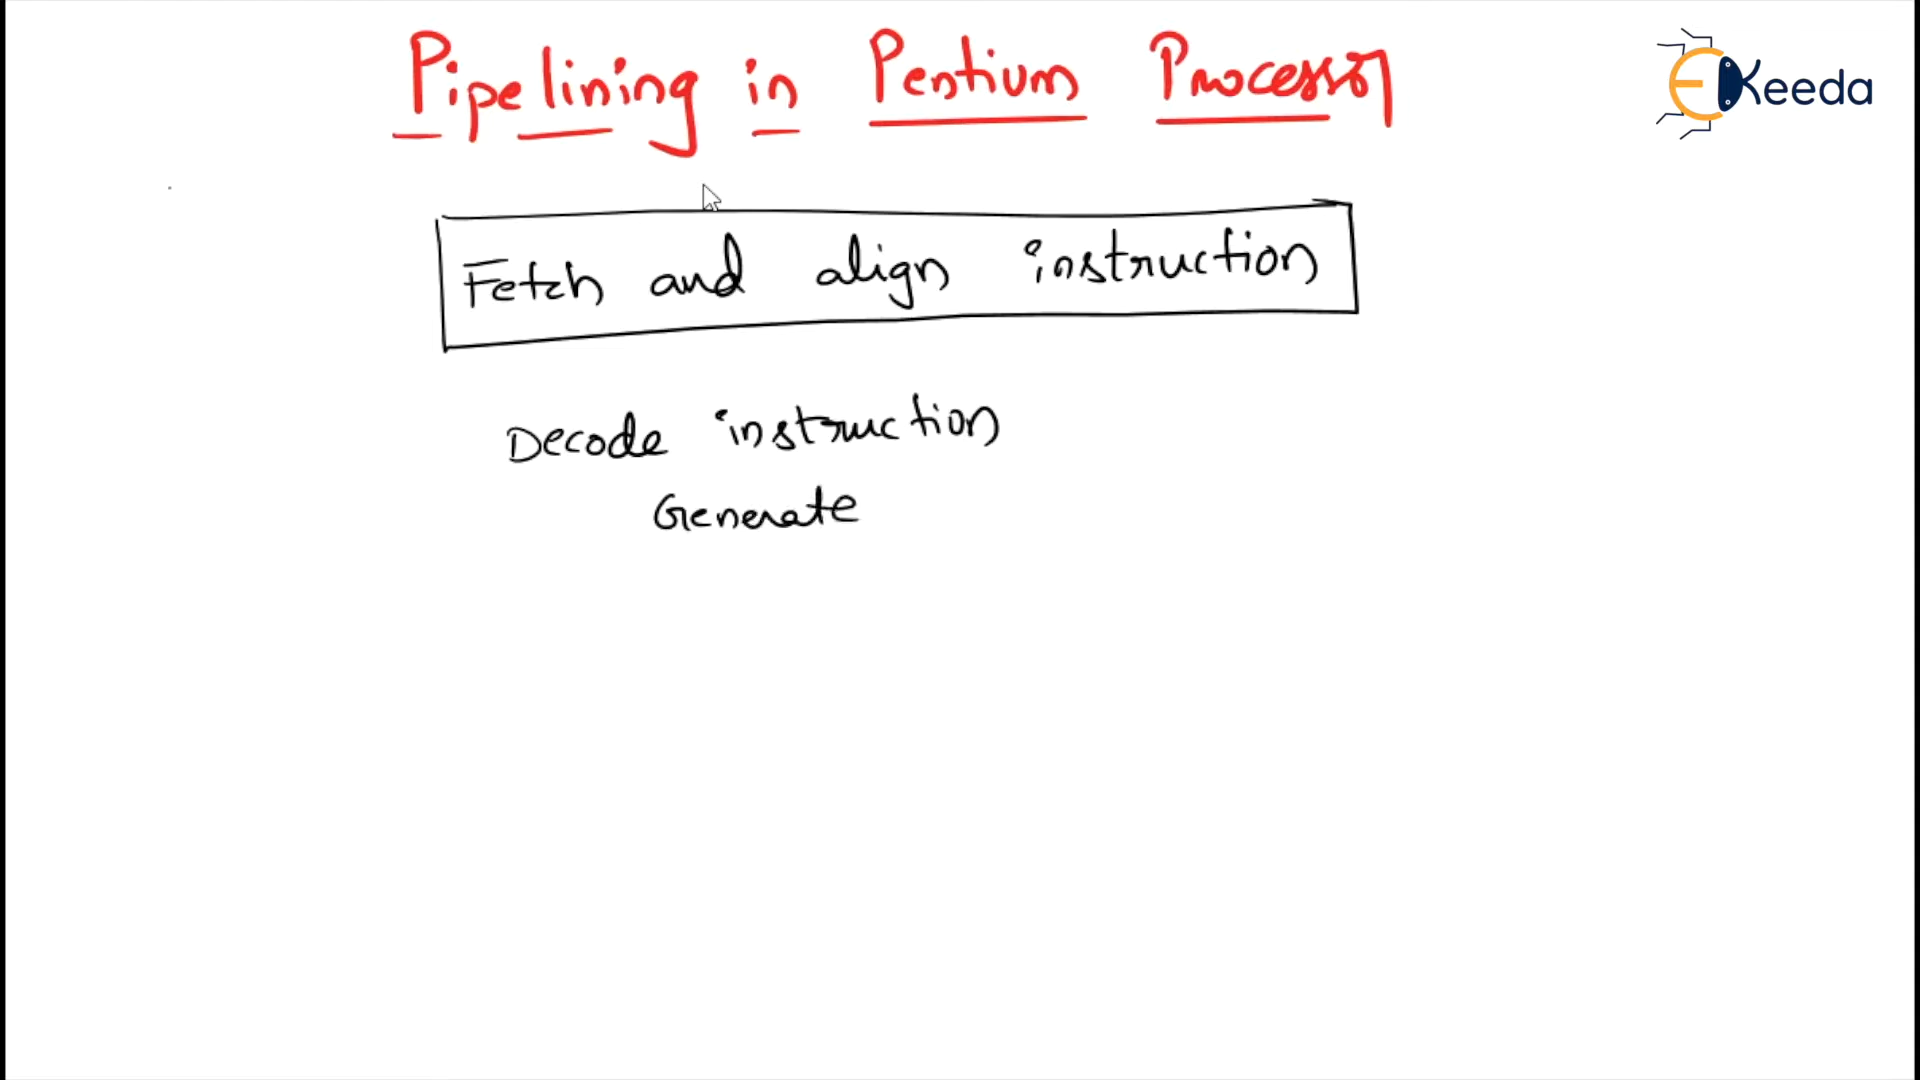 Pipelining in Pentium Processor
EKeeda
Fetch and align instruction
Decode instruction
Generate